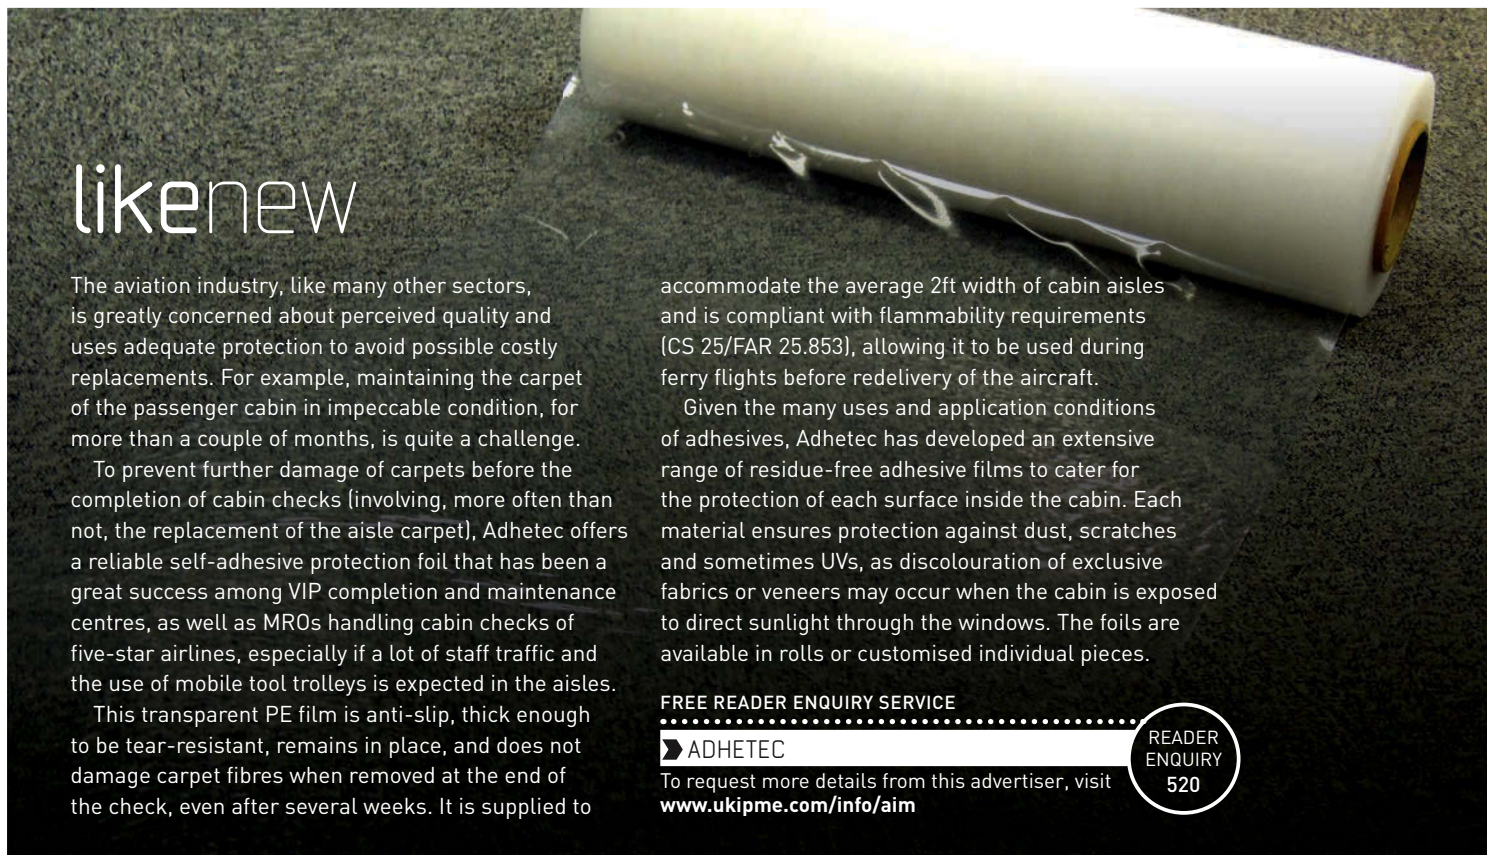 likenew
The aviation industry, like many other sectors,
is greatly concerned about perceived quality and
uses adequate protection to avoid possible costly
replacements. For example, maintaining the carpet
of the passenger cabin in impeccable condition, for
more than a couple of months, is quite a challenge.
To prevent further damage of carpets before the
completion of cabin checks (involving, more often than
not, the replacement of the aisle carpet), Adhetec offers
a reliable self-adhesive protection foil that has been a
great success among VIP completion and maintenance
centres, as well as MROs handling cabin checks of
five-star airlines, especially if a lot of staff traffic and
the use of mobile tool trolleys is expected in the aisles.
This transparent PE film is anti-slip, thick enough
to be tear-resistant, remains in place, and does not
damage carpet fibres when removed at the end of
the check, even after several weeks. It is supplied to
accommodate the average 2ft width of cabin aisles
and is compliant with flammability requirements
(CS 25/FAR 25.853), allowing it to be used during
ferry flights before redelivery of the aircraft.
Given the many uses and application conditions
of adhesives, Adhetec has developed an extensive
range of residue-free adhesive films to cater for
the protection of each surface inside the cabin. Each
material ensures protection against dust, scratches
and sometimes UVs, as discolouration of exclusive
fabrics or veneers may occur when the cabin is exposed
to direct sunlight through the windows. The foils are
available in rolls or customised individual pieces.
FREE READER ENQUIRY SERVICE
ADHETEC
To request more details from this advertiser, visit
www.ukipme.com/info/aim
READER
ENQUIRY
520